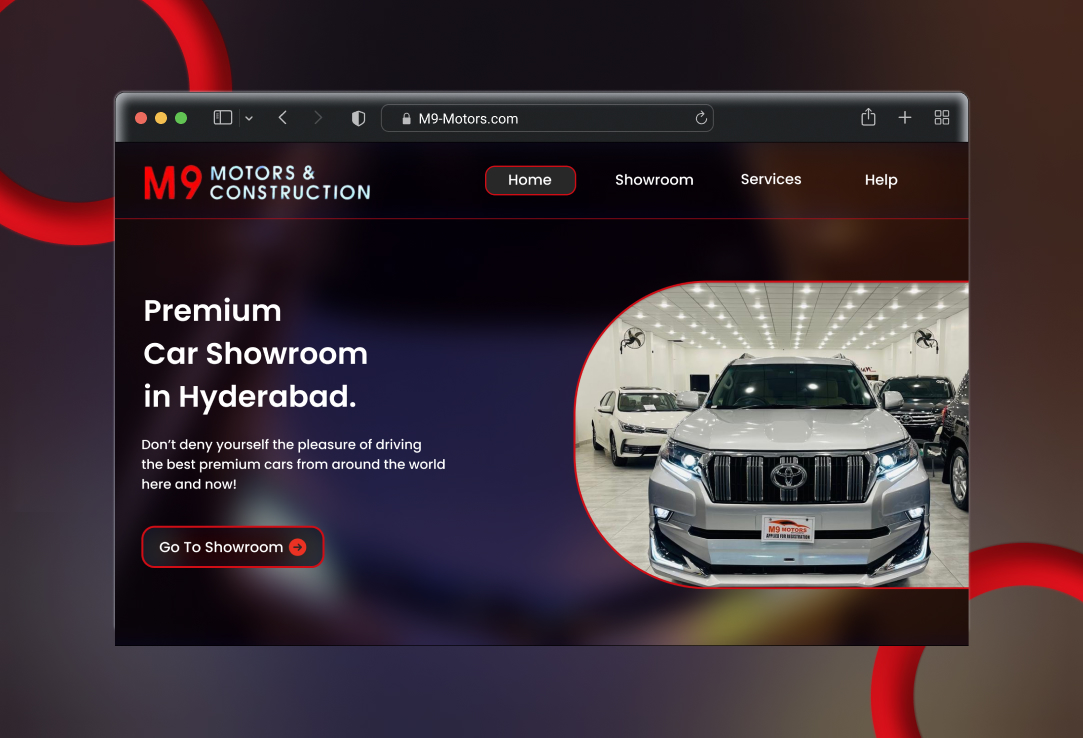 M9-Motors.com
M9 MOTORS &
CONSTRUCTION
Home
Showroom
Services
Help
Premium
Car Showroom
in Hyderabad.
Don’t deny yourself the pleasure of driving
the best premium cars from around the world
here and now!
Go To Showroom
M9 MOTORS
APPLIED FOR REGISTRATION